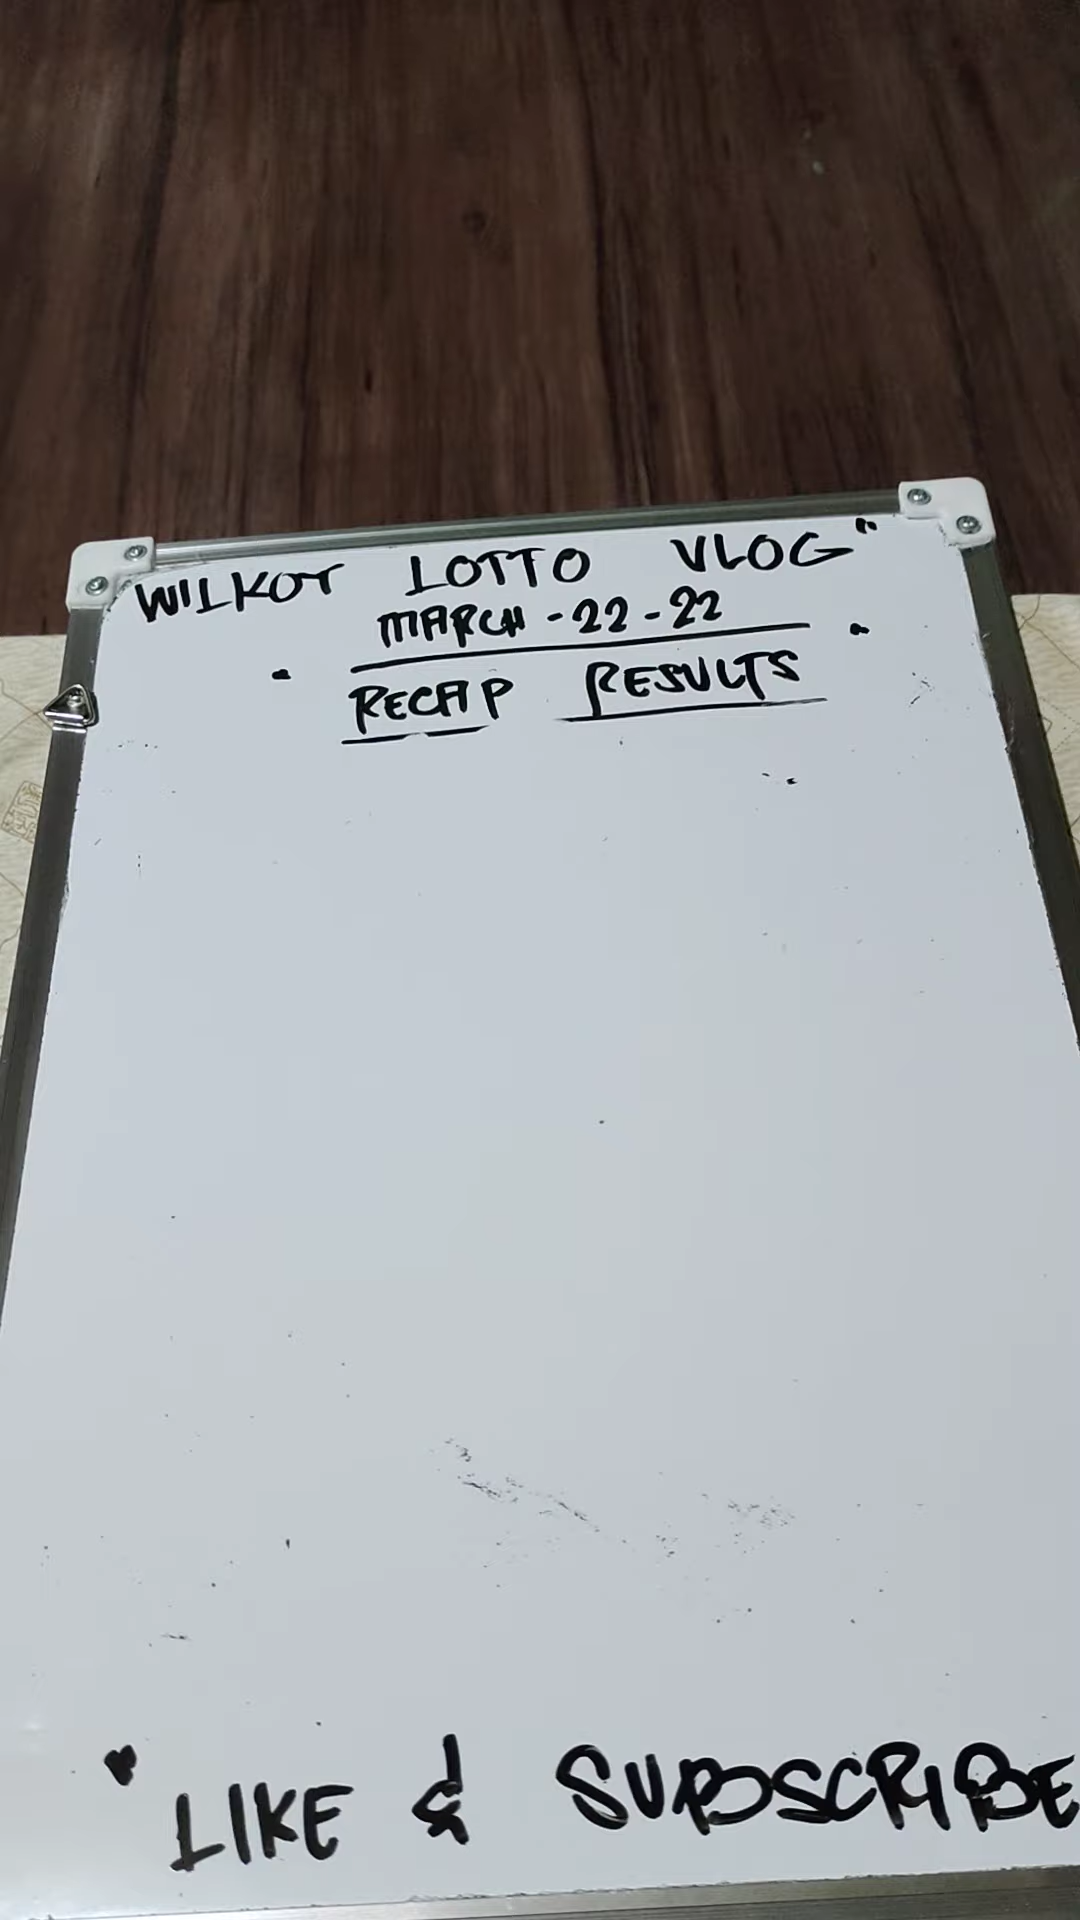 "WILKOT LOTTO VLOG"
MARCH - 22 - 22
RECAP RESULTS
"LIKE & SUBSCRIBE